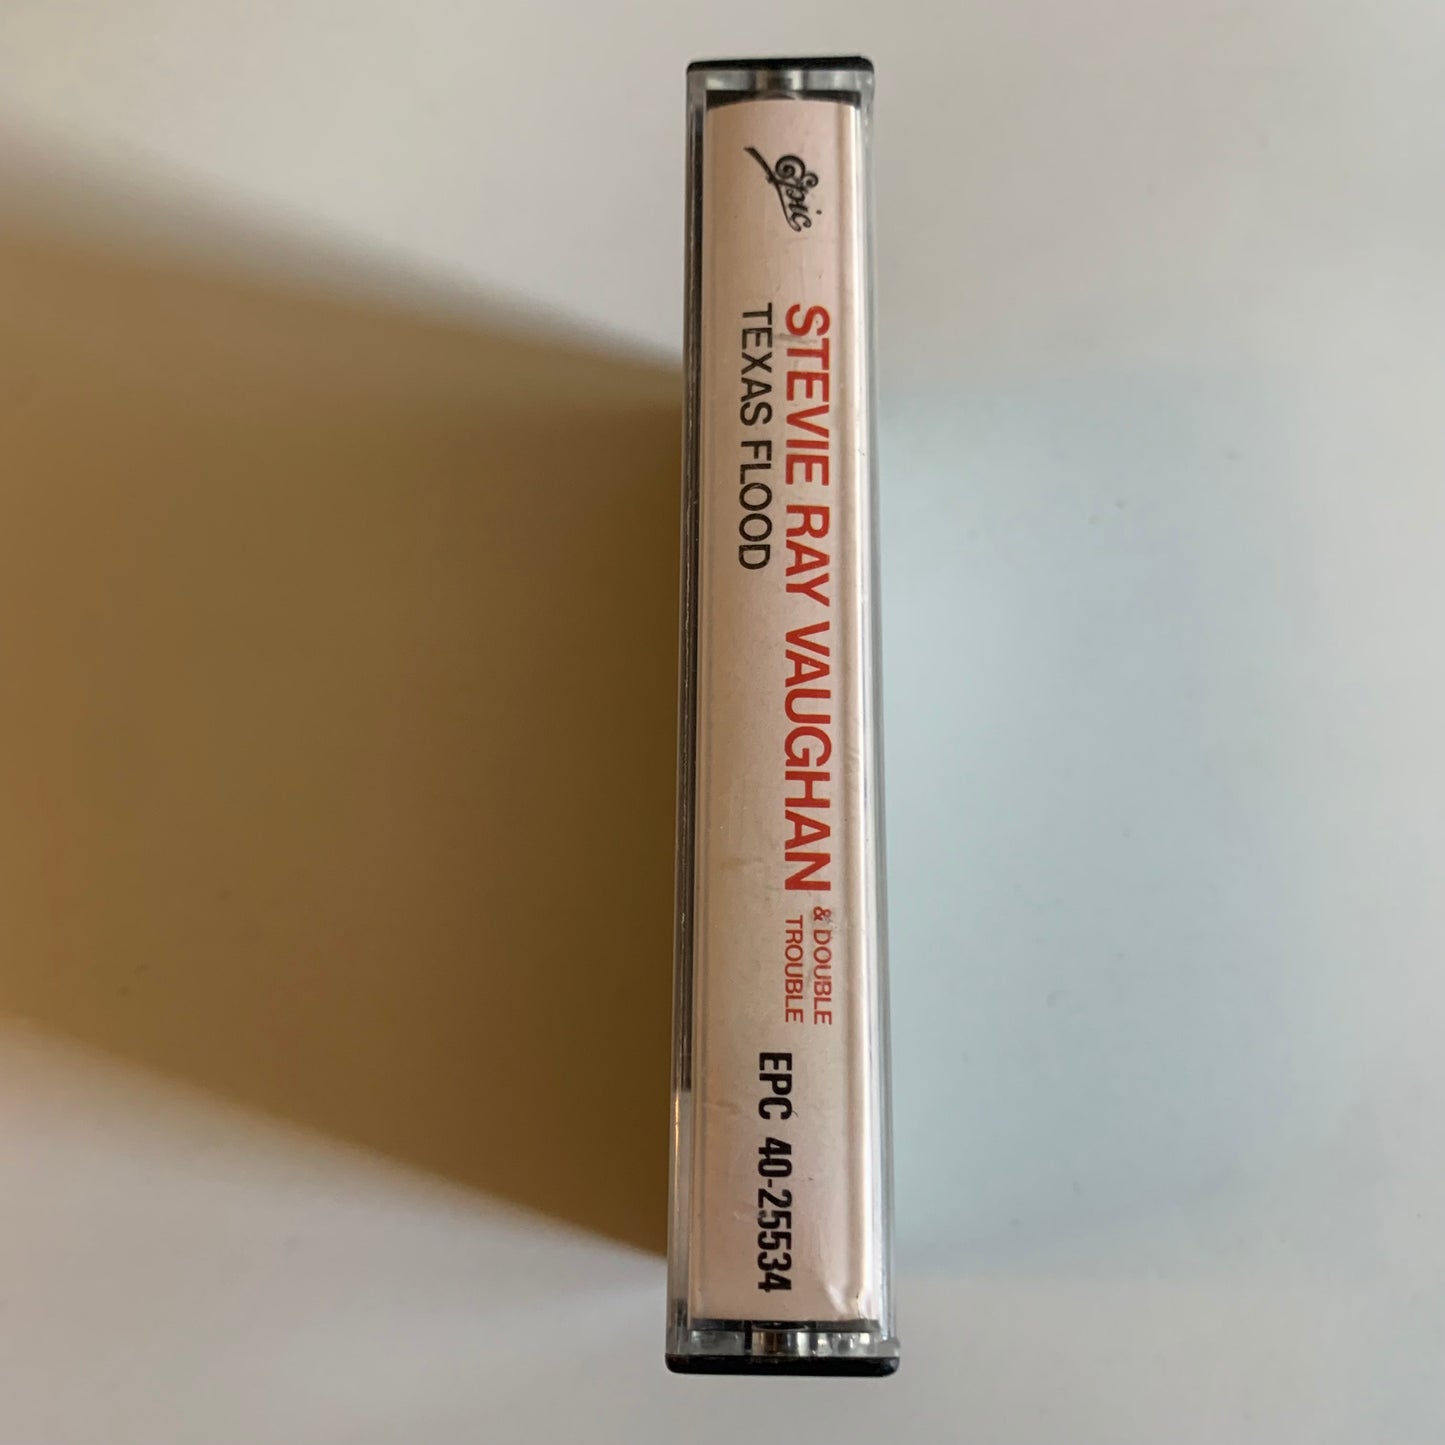 Epic
STEVIE RAY VAUGHAN
& DOUBLE
TROUBLE
TEXAS FLOOD
EPC 40-25534